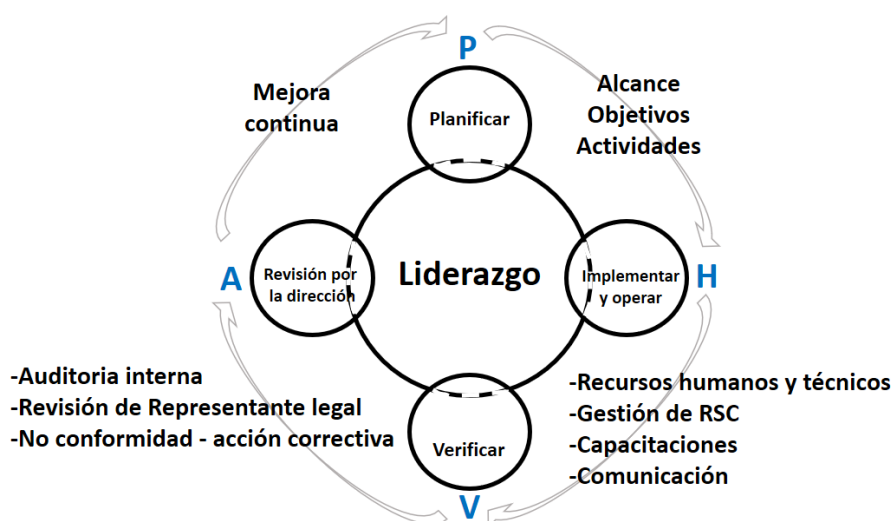 P
Planificar
Mejora
continua
Alcance
Objetivos
Actividades
A
Revisión por
la dirección
Liderazgo
Implementar
y operar
H
-Auditoria interna
-Revisión de Representante legal
-No conformidad - acción correctiva
-Recursos humanos y técnicos
-Gestión de RSC
-Capacitaciones
-Comunicación
Verificar
V